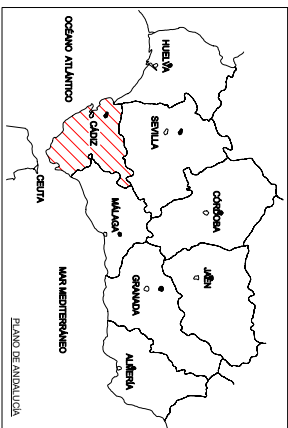 OCÉANO ATLÁNTICO
HUELVA
CÁDIZ
SEVILLA
CEUTA
MÁLAGA
CÓRDOBA
MAR MEDITERRÁNEO
GRANADA
JAÉN
ALMERÍA
PLANO DE ANDALUCÍA